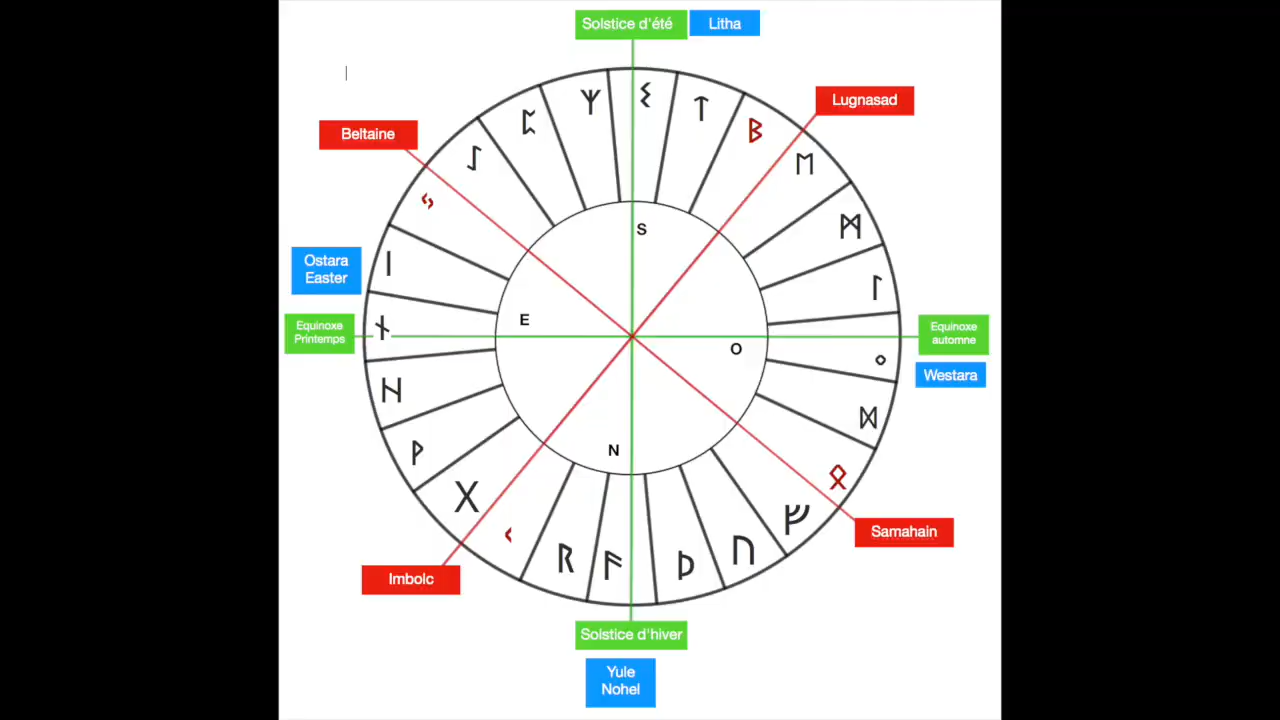 Solstice d'été
Litha
Lugnasad
Beltaine
Ostara
Easter
Equinoxe
Printemps
Equinoxe
automne
Westara
Samahain
Imbolc
Solstice d'hiver
Yule
Nohel
S
E
O
N
ᚠ
ᚢ
ᚦ
ᚨ
ᚱ
ᚲ
ᚷ
ᚹ
ᚺ
ᚾ
ᛁ
ᛃ
ᛇ
ᛈ
ᛉ
ᛊ
ᛏ
ᛒ
ᛖ
ᛗ
ᛚ
ᛜ
ᛞ
ᛟ